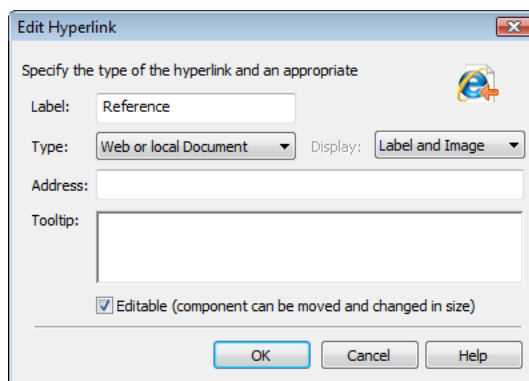 Edit Hyperlink
Specify the type of the hyperlink and an appropriate
Label: Reference
Type: Web or local Document Display: Label and Image
Address:
Tooltip:
Editable (component can be moved and changed in size)
OK Cancel Help